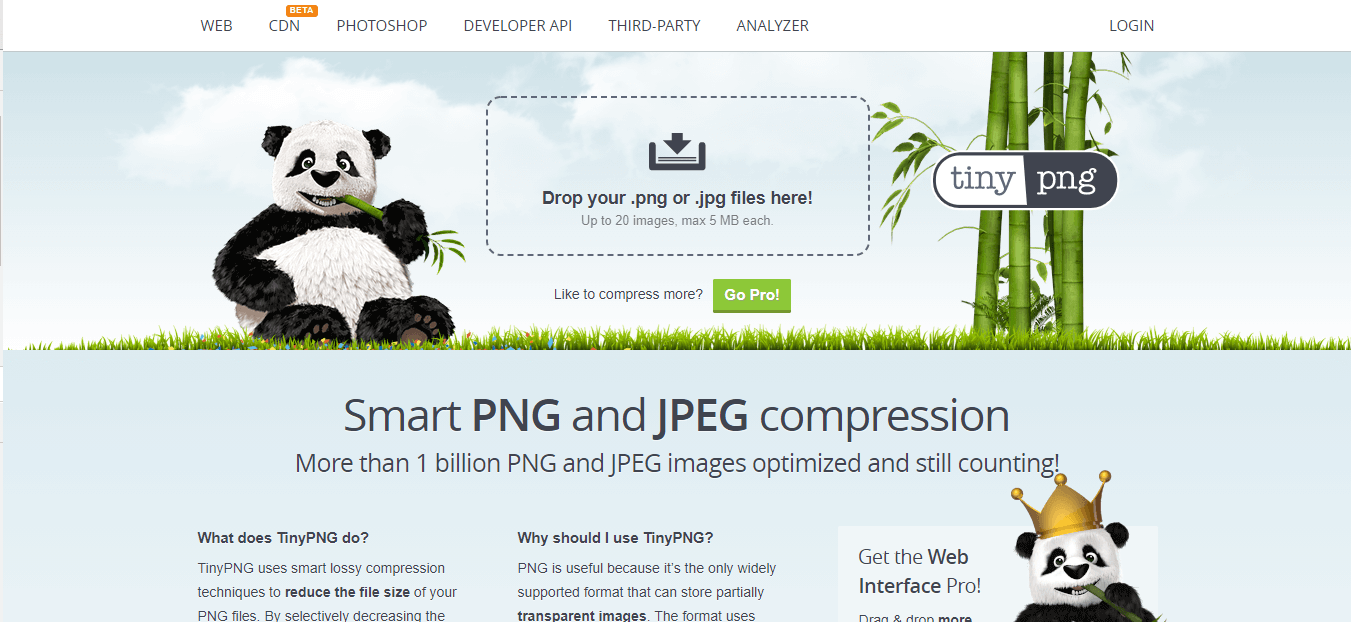 WEB CDN BETA PHOTOSHOP DEVELOPER API THIRD-PARTY ANALYZER LOGIN
Drop your .png or .jpg files here!
Up to 20 images, max 5 MB each.
tiny png
Like to compress more? Go Pro!
Smart PNG and JPEG compression
More than 1 billion PNG and JPEG images optimized and still counting!
What does TinyPNG do?
TinyPNG uses smart lossy compression
techniques to reduce the file size of your
PNG files. By selectively decreasing the
Why should I use TinyPNG?
PNG is useful because it's the only widely
supported format that can store partially
transparent images. The format uses
Get the Web
Interface Pro!
Drag & drop more